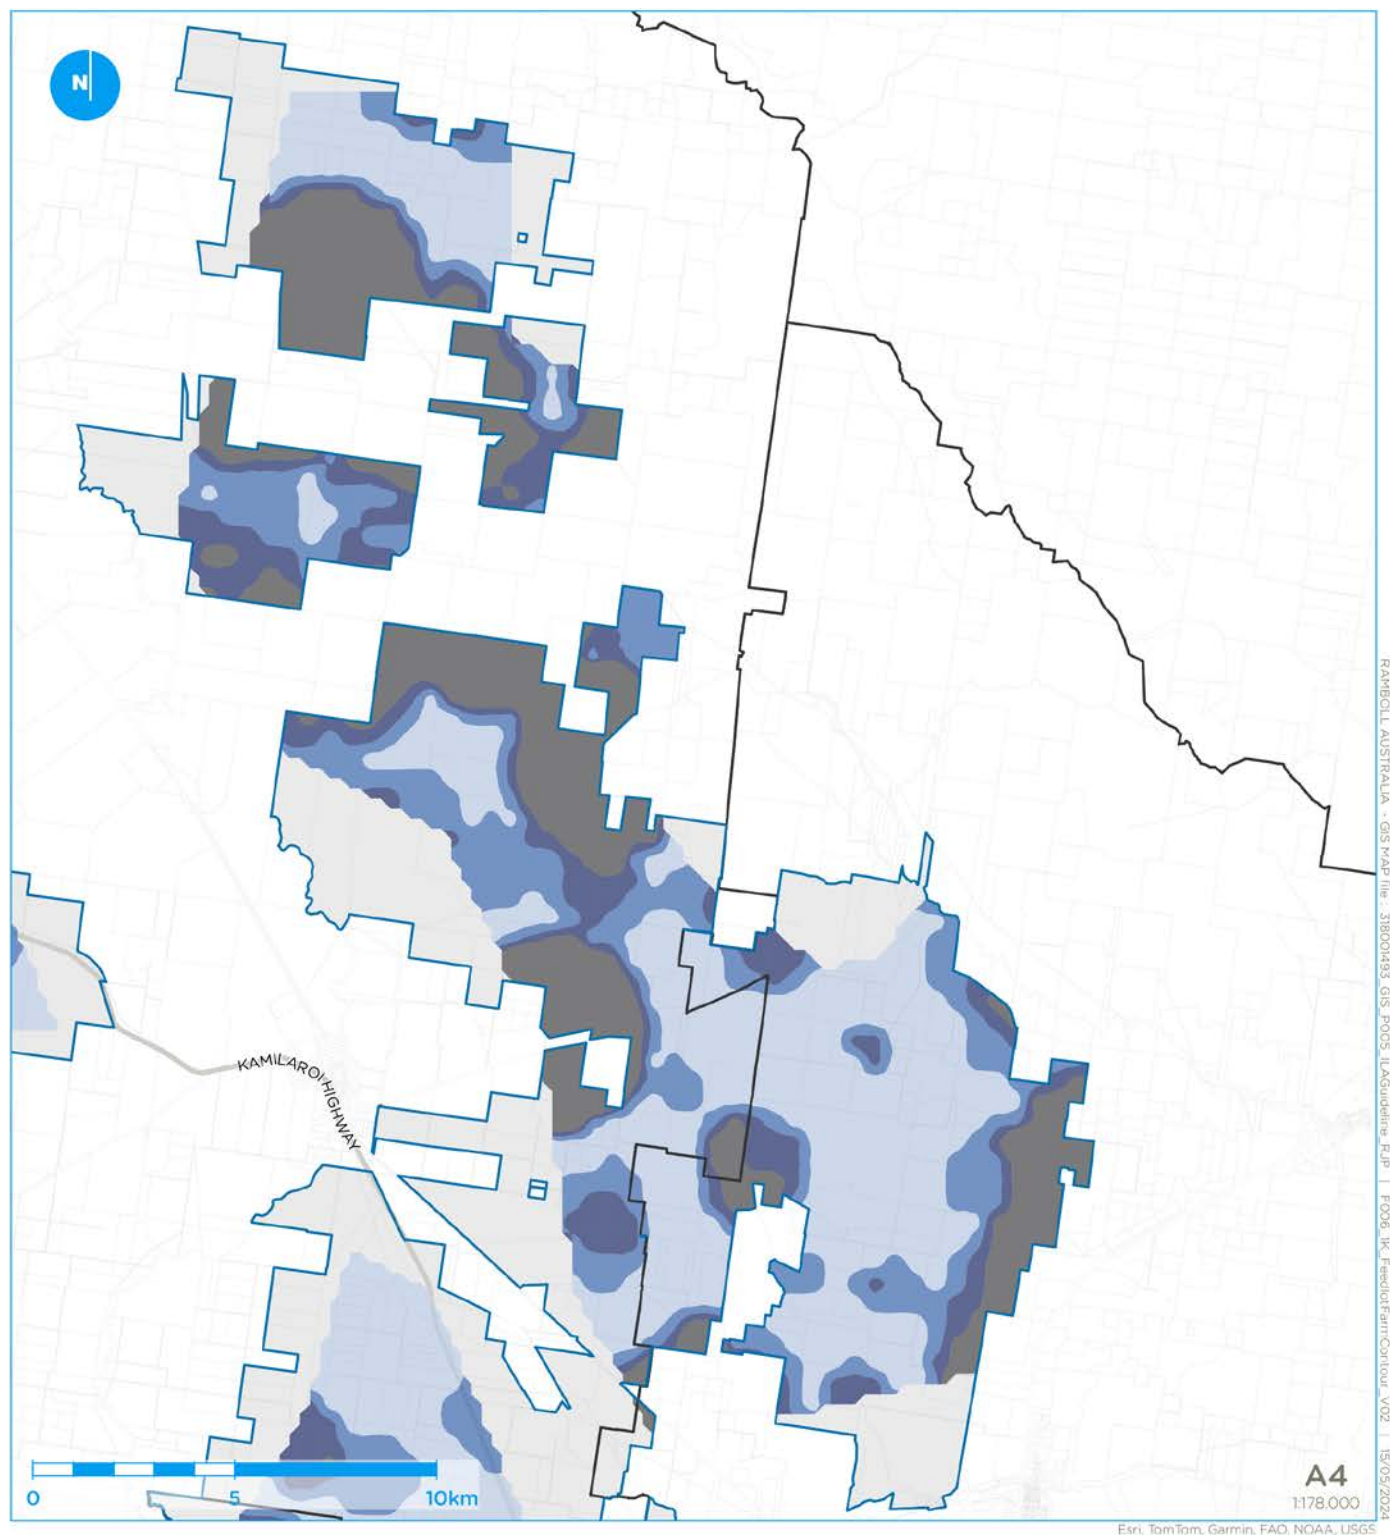 N
KAMILAROI HIGHWAY
RAMBOLL AUSTRALIA - GIS MAP file : 318001493_GIS_P005_ILAGuideline_RJP | F006_1K_FeedlotFarmContour_V02 | 15/05/2024
0 5 10km
A4
1:178.000
Esri, TomTom, Garmin, FAO, NOAA, USGS